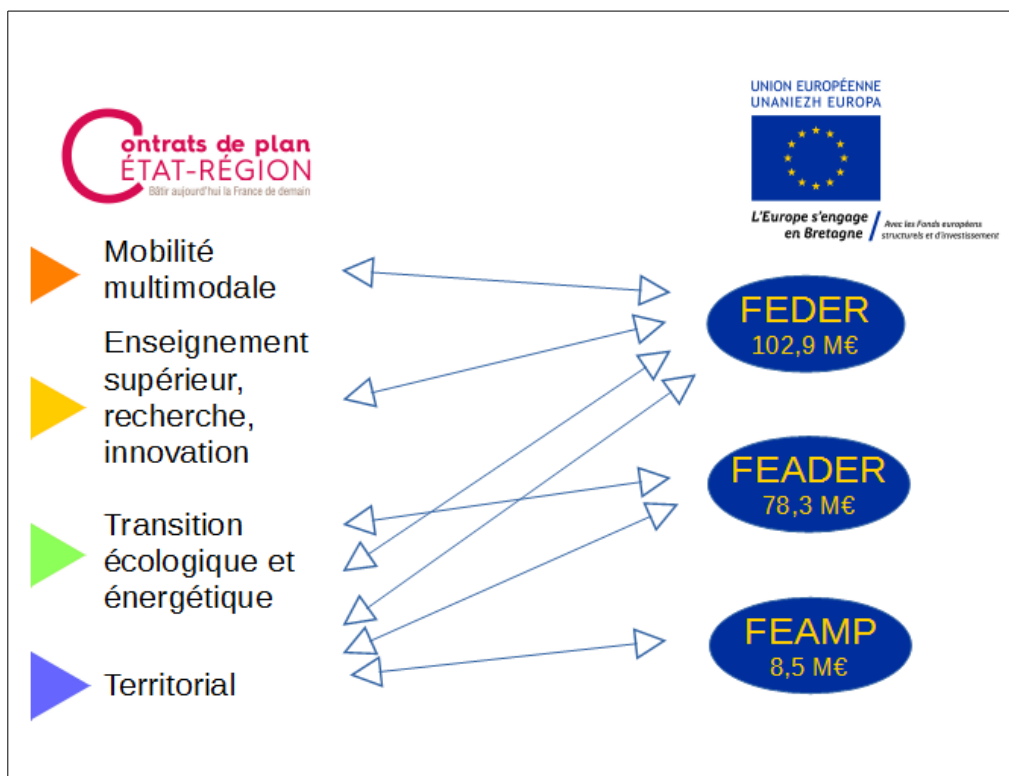 Contrats de plan
ÉTAT-RÉGION
Bâtir aujourd'hui la France de demain
UNION EUROPÉENNE
UNANIEZH EUROPA
L'Europe s'engage
en Bretagne
Avec les Fonds européens
structurels et d'investissement
Mobilité
multimodale
Enseignement
supérieur,
recherche,
innovation
Transition
écologique et
énergétique
Territorial
FEDER
102,9 M€
FEADER
78,3 M€
FEAMP
8,5 M€